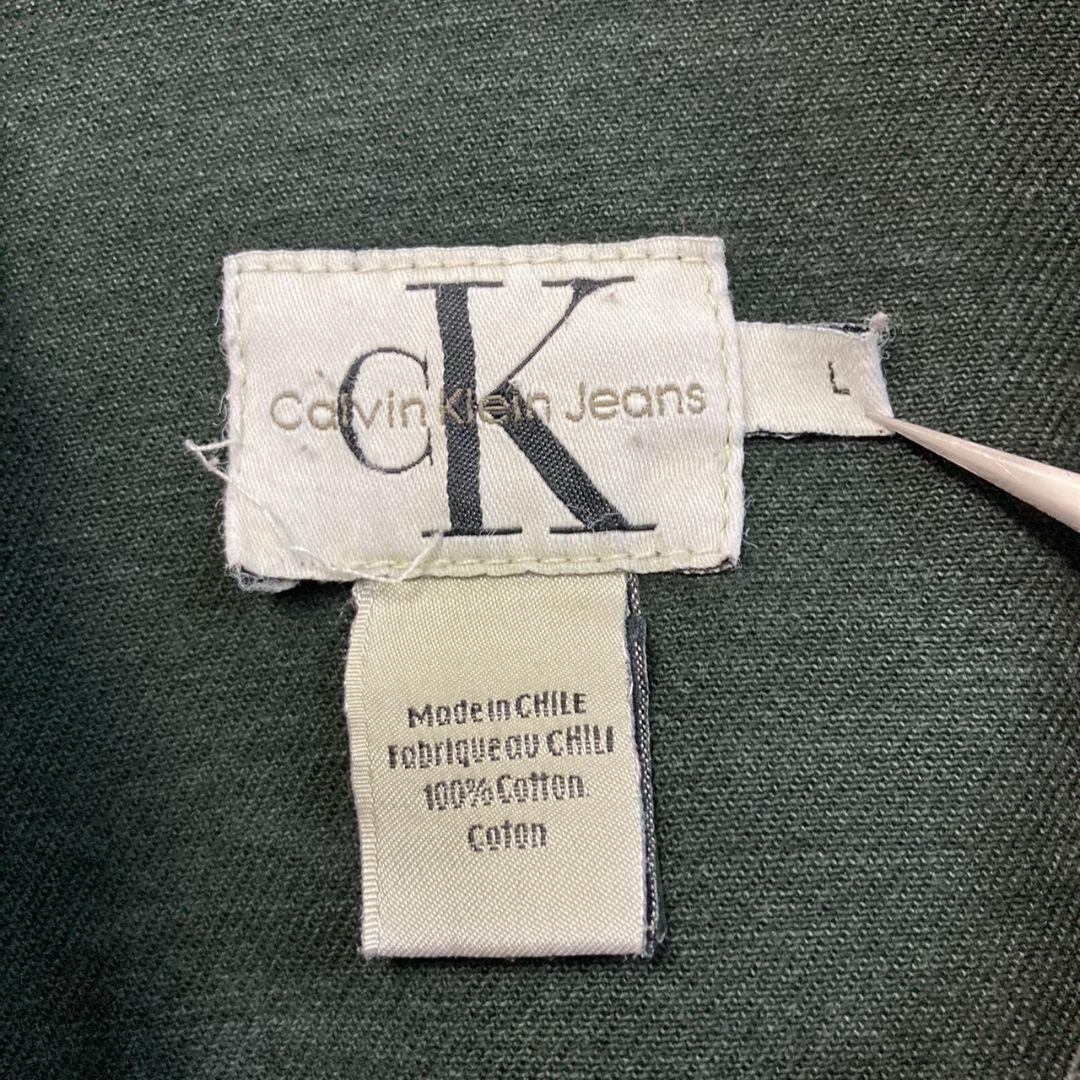 CK
Calvin Klein Jeans
L
Made in CHILE
Fabrique au CHILI
100% Cotton
Coton